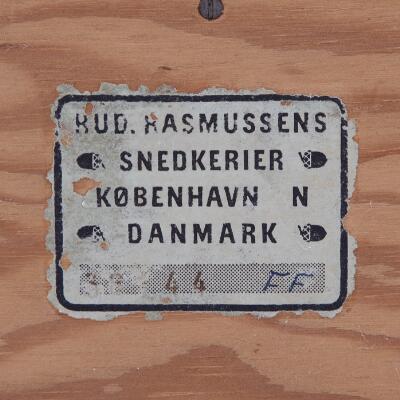 RUD. RASMUSSENS
SNEDKERIER
KØBENHAVN N
DANMARK
44 FF